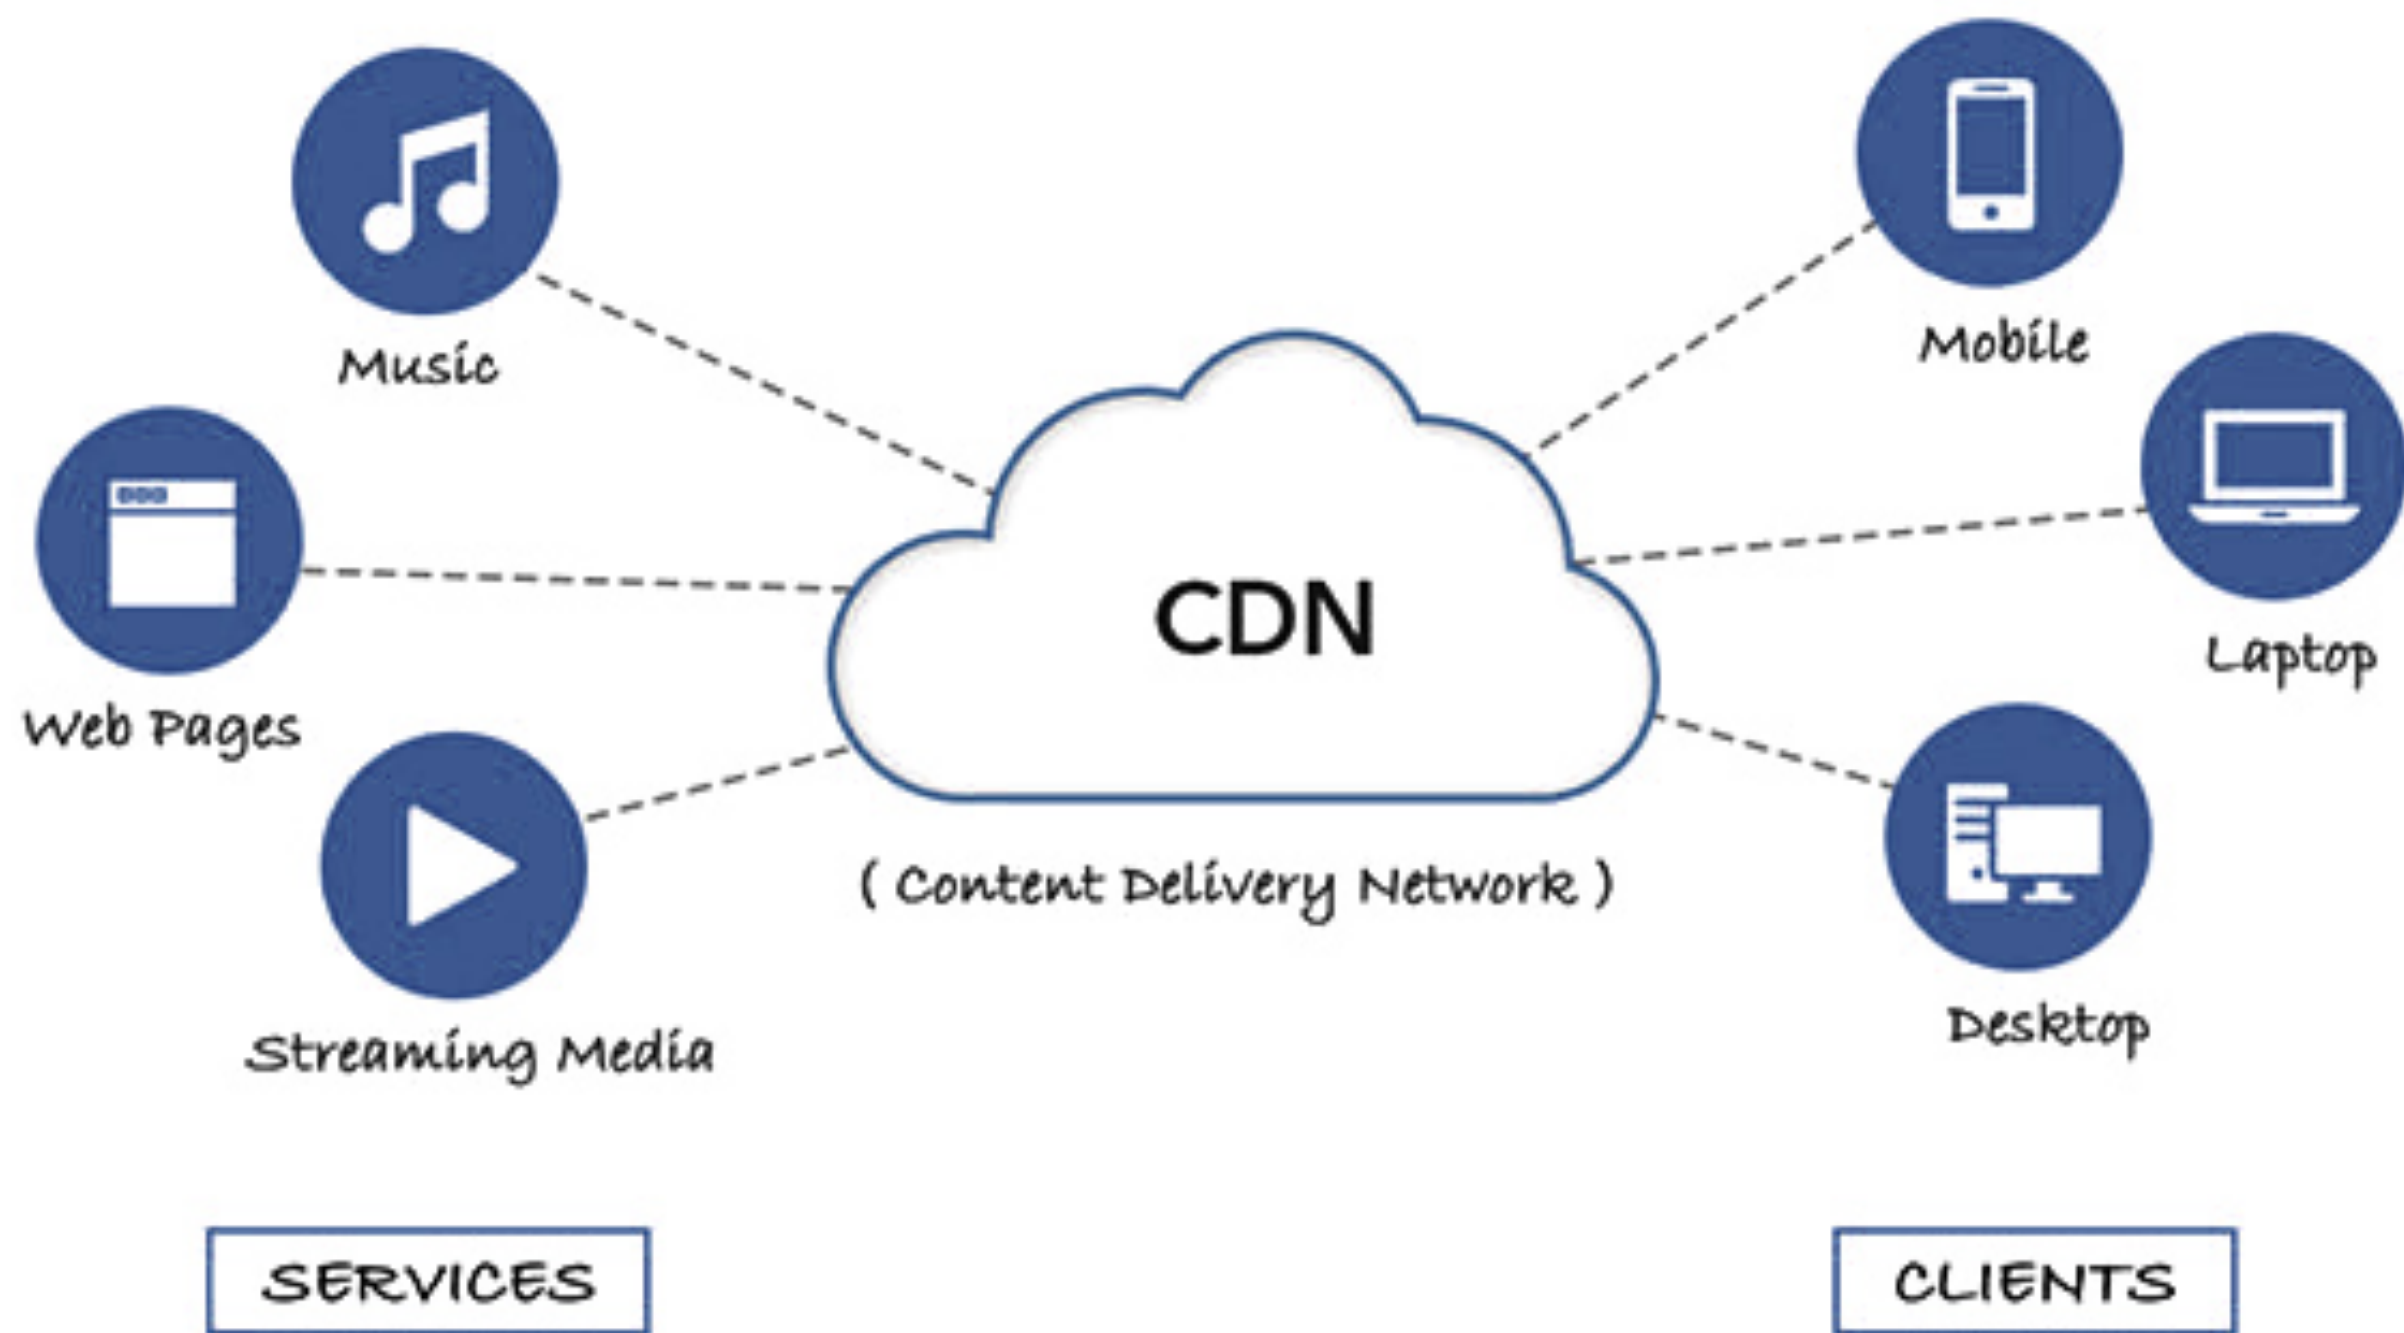 Music
Mobile
Web Pages
CDN
Laptop
Streaming Media
( Content Delivery Network )
Desktop
SERVICES
CLIENTS